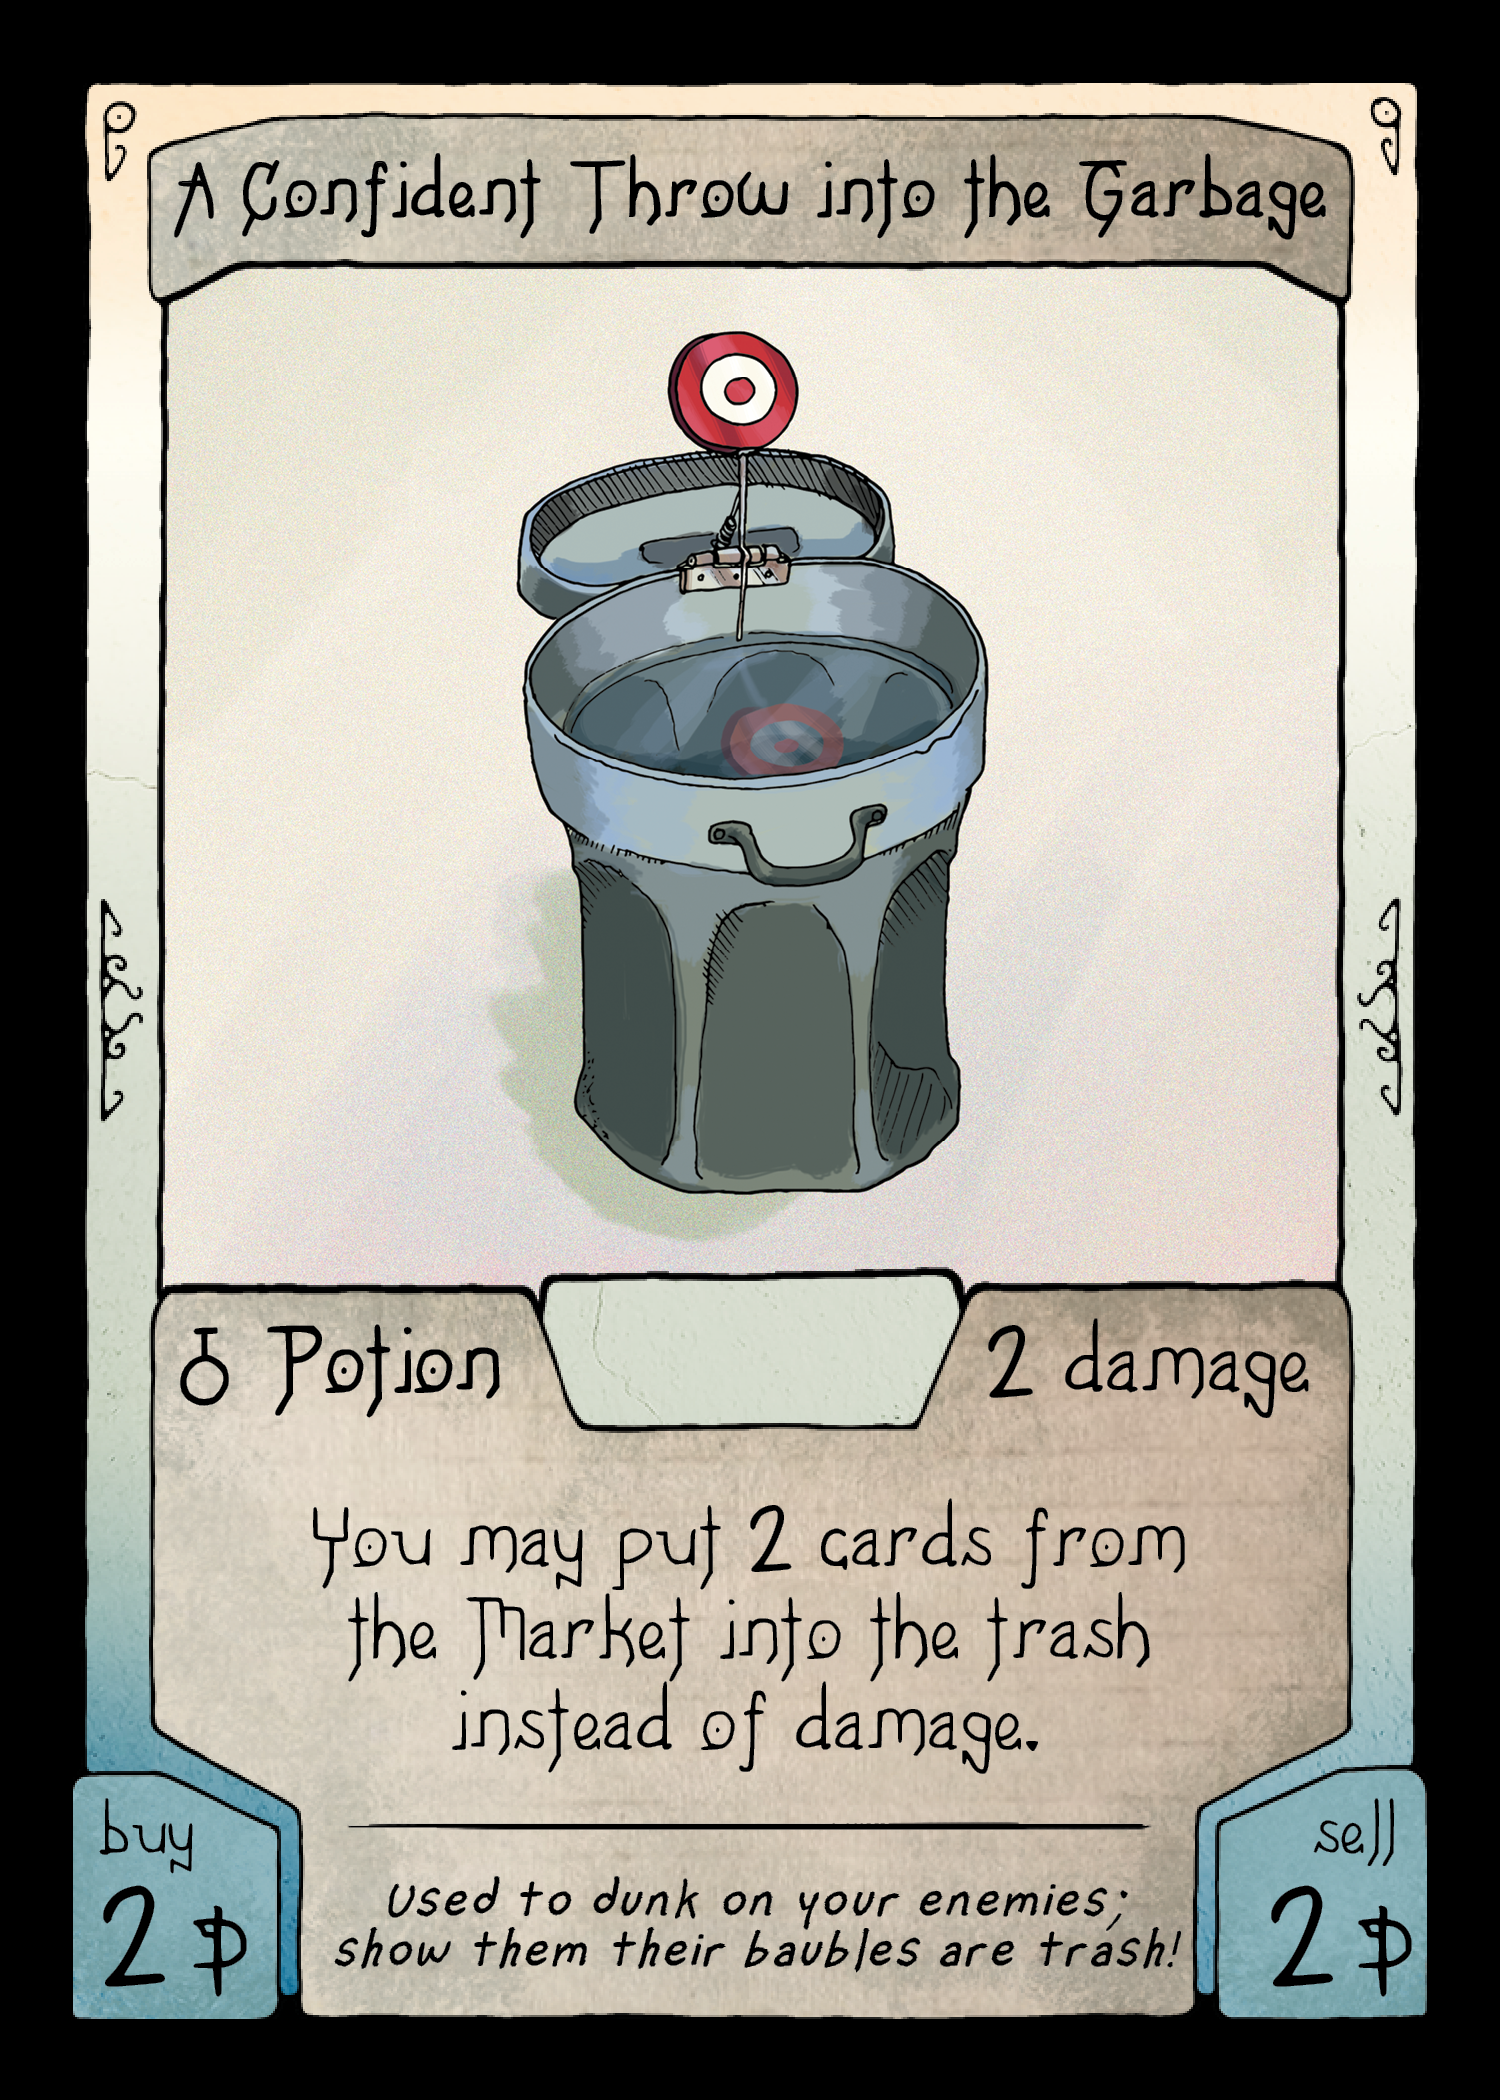 A Confident Throw into the Garbage
Potion
2 damage
You may put 2 cards from
the Market into the trash
instead of damage.
Used to dunk on your enemies;
show them their baubles are trash!
buy
2
sell
2